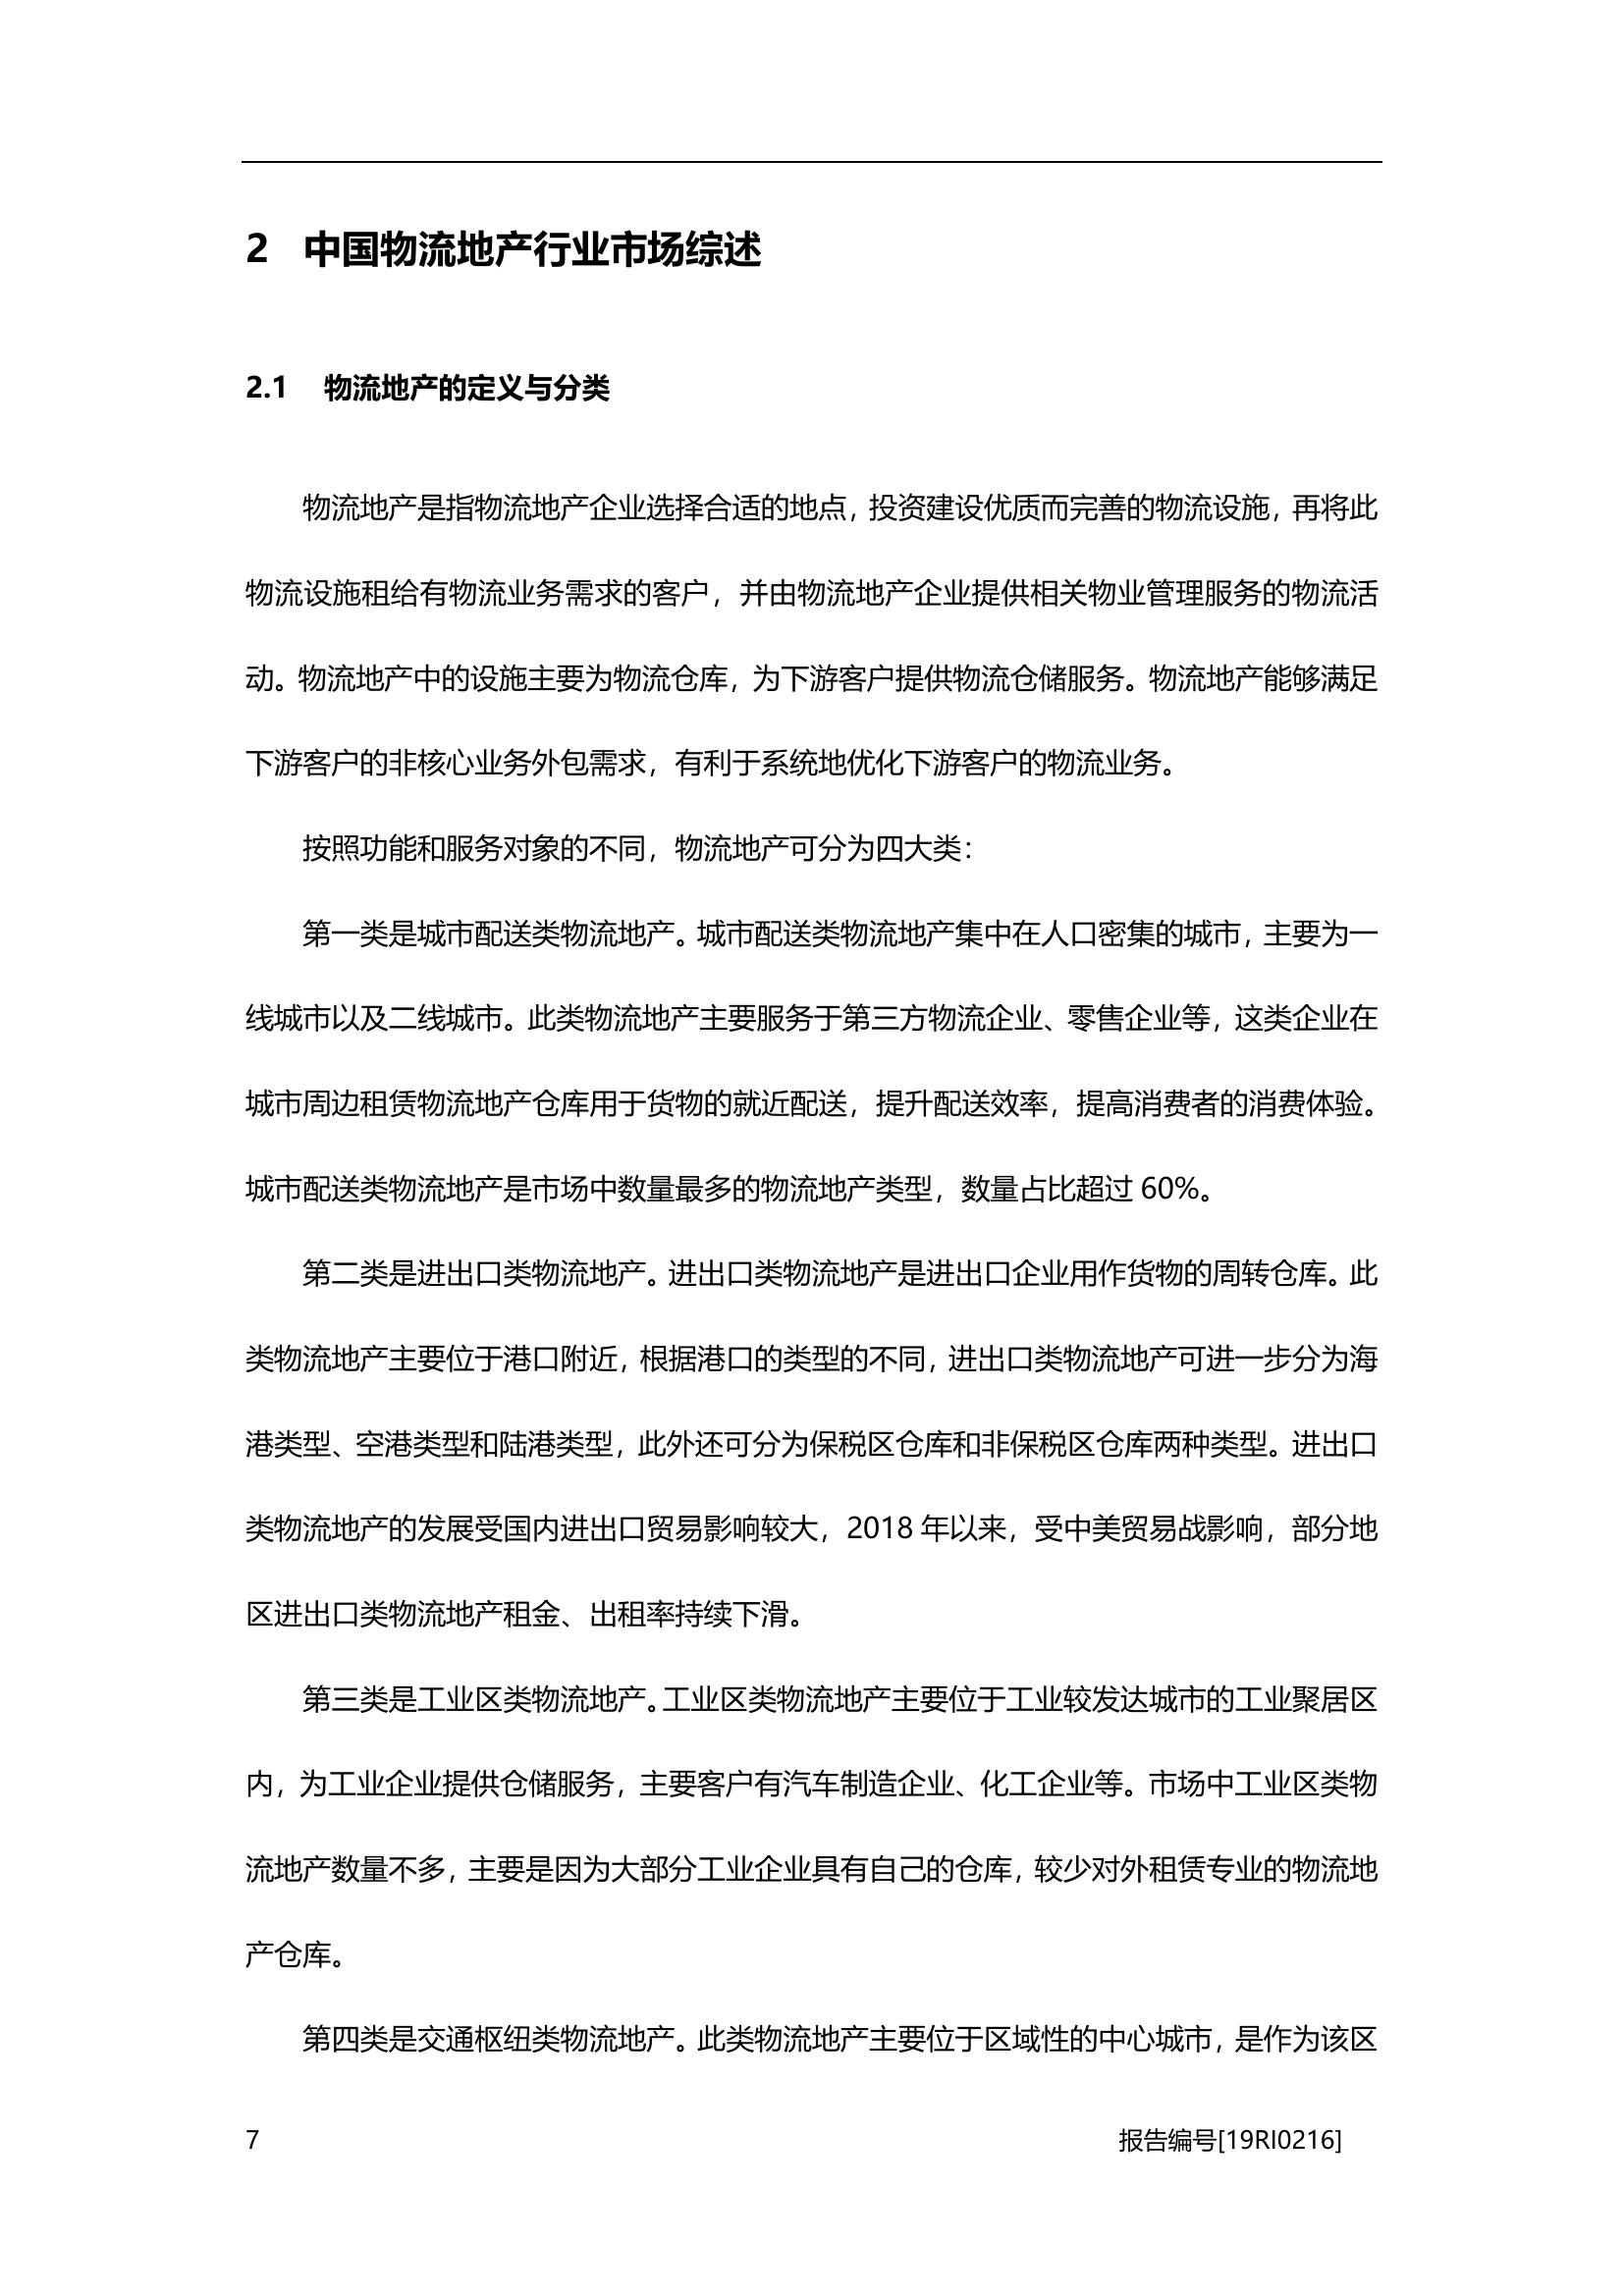 2 中国物流地产行业市场综述
2.1 物流地产的定义与分类
物流地产是指物流地产企业选择合适的地点，投资建设优质而完善的物流设施，再将此
物流设施租给有物流业务需求的客户，并由物流地产企业提供相关物业管理服务的物流活
动。物流地产中的设施主要为物流仓库，为下游客户提供物流仓储服务。物流地产能够满足
下游客户的非核心业务外包需求，有利于系统地优化下游客户的物流业务。
按照功能和服务对象的不同，物流地产可分为四大类：
第一类是城市配送类物流地产。城市配送类物流地产集中在人口密集的城市，主要为一
线城市以及二线城市。此类物流地产主要服务于第三方物流企业、零售企业等，这类企业在
城市周边租赁物流地产仓库用于货物的就近配送，提升配送效率，提高消费者的消费体验。
城市配送类物流地产是市场中数量最多的物流地产类型，数量占比超过 60%。
第二类是进出口类物流地产。进出口类物流地产是进出口企业用作货物的周转仓库。此
类物流地产主要位于港口附近，根据港口的类型的不同，进出口类物流地产可进一步分为海
港类型、空港类型和陆港类型，此外还可分为保税区仓库和非保税区仓库两种类型。进出口
类物流地产的发展受国内进出口贸易影响较大，2018 年以来，受中美贸易战影响，部分地
区进出口类物流地产租金、出租率持续下滑。
第三类是工业区类物流地产。工业区类物流地产主要位于工业较发达城市的工业聚居区
内，为工业企业提供仓储服务，主要客户有汽车制造企业、化工企业等。市场中工业区类物
流地产数量不多，主要是因为大部分工业企业具有自己的仓库，较少对外租赁专业的物流地
产仓库。
第四类是交通枢纽类物流地产。此类物流地产主要位于区域性的中心城市，是作为该区
7 报告编号[19RI0216]